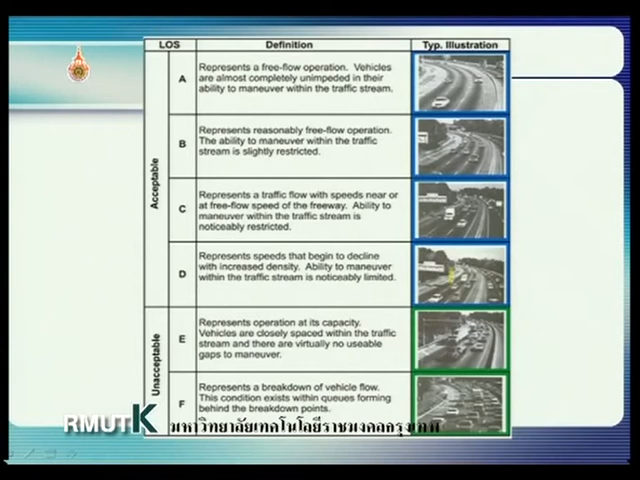 LOS Definition Typ. Illustration
Acceptable
A
Represents a free-flow operation. Vehicles
are almost completely unimpeded in their
ability to maneuver within the traffic stream.
B
Represents reasonably free-flow operation.
The ability to maneuver within the traffic
stream is slightly restricted.
C
Represents a traffic flow with speeds near or
at free-flow speed of the freeway. Ability to
maneuver within the traffic stream is
noticeably restricted.
D
Represents speeds that begin to decline
with increased density. Ability to maneuver
within the traffic stream is noticeably limited.
Unacceptable
E
Represents operation at its capacity.
Vehicles are closely spaced within the traffic
stream and there are virtually no useable
gaps to maneuver.
F
Represents a breakdown of vehicle flow.
This condition exists within queues forming
behind the breakdown points.
RMUTK มหาวิทยาลัยเทคโนโลยีราชมงคลกรุงเทพ